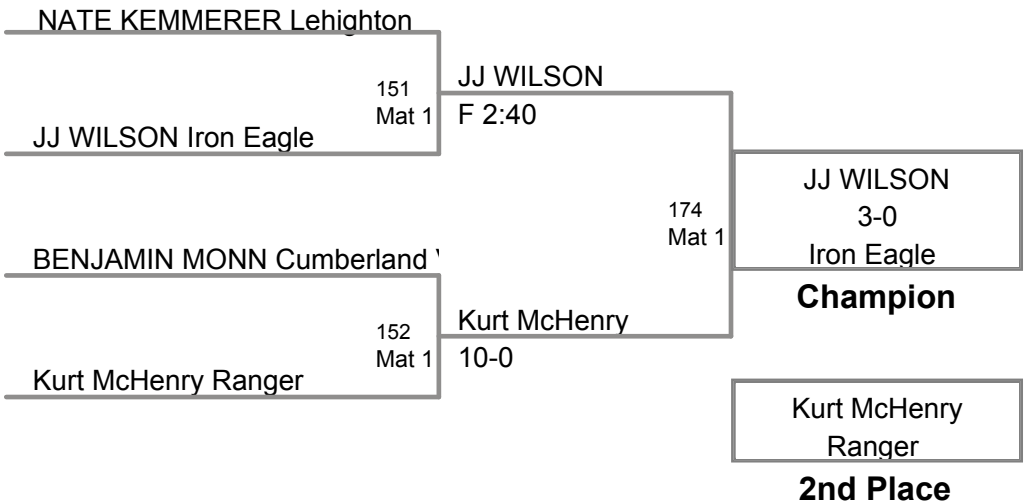 NATE KEMMERER Lehighton
151
Mat 1
JJ WILSON
F 2:40
JJ WILSON Iron Eagle
174
Mat 1
JJ WILSON
3-0
Iron Eagle
Champion
BENJAMIN MONN Cumberland
152
Mat 1
Kurt McHenry
10-0
Kurt McHenry Ranger
Kurt McHenry
Ranger
2nd Place